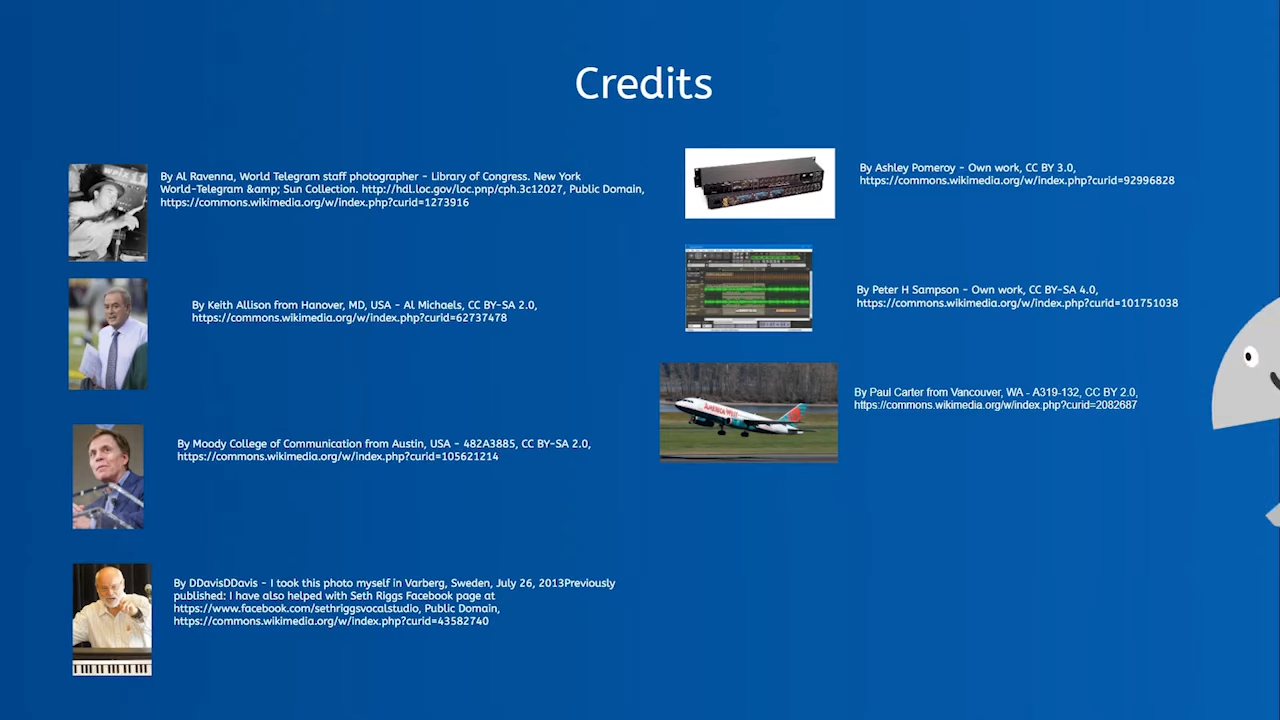 Credits
By Al Ravenna, World Telegram staff photographer - Library of Congress. New York
World-Telegram &amp; Sun Collection. http://hdl.loc.gov/loc.pnp/cph.3c12027, Public Domain,
https://commons.wikimedia.org/w/index.php?curid=1273916
By Keith Allison from Hanover, MD, USA - Al Michaels, CC BY-SA 2.0,
https://commons.wikimedia.org/w/index.php?curid=62737478
By Moody College of Communication from Austin, USA - 482A3885, CC BY-SA 2.0,
https://commons.wikimedia.org/w/index.php?curid=105621214
By DDavisDDavis - I took this photo myself in Varberg, Sweden, July 26, 2013Previously
published: I have also helped with Seth Riggs Facebook page at
https://www.facebook.com/sethriggsvocalstudio, Public Domain,
https://commons.wikimedia.org/w/index.php?curid=43582740
By Ashley Pomeroy - Own work, CC BY 3.0,
https://commons.wikimedia.org/w/index.php?curid=92996828
By Peter H Sampson - Own work, CC BY-SA 4.0,
https://commons.wikimedia.org/w/index.php?curid=101751038
AMERICA WEST
By Paul Carter from Vancouver, WA - A319-132, CC BY 2.0,
https://commons.wikimedia.org/w/index.php?curid=2082687